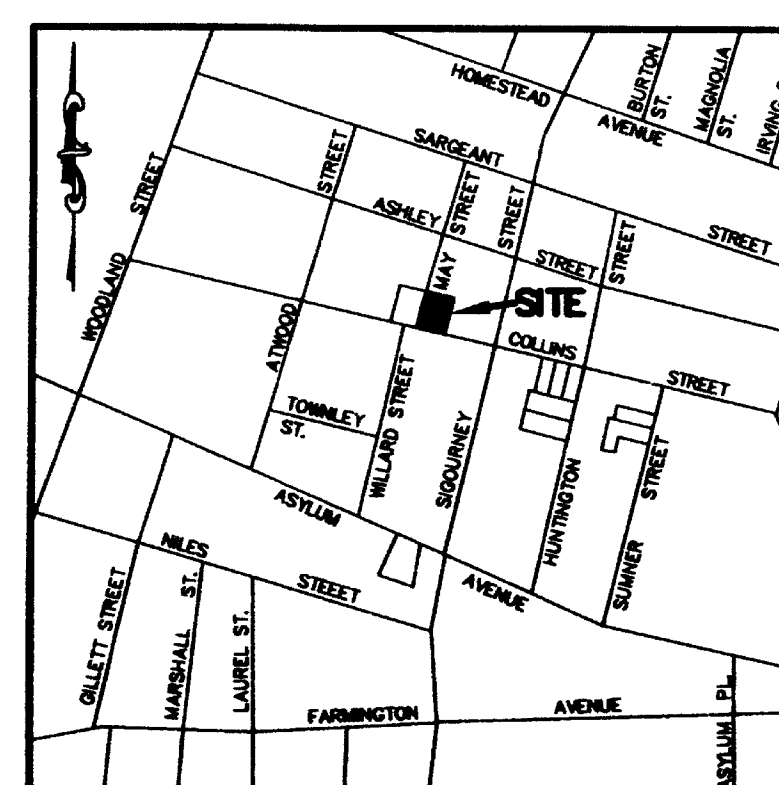 HOMESTEAD
AVENUE
BURTON
ST.
MAGNOLIA
ST.
SARGEANT
STREET
STREET
ASHLEY
STREET
STREET
STREET
STREET
STREET
WOODLAND
STREET
MAY
SITE
ATWOOD
COLLINS
STREET
TOWNLEY
ST.
WILLARD STREET
SIGOURNEY
HUNTINGTON
STREET
SUMNER
ASYLUM
AVENUE
NILES
STEEET
GILLETT STREET
MARSHALL
ST.
LAUREL ST.
FARMINGTON
AVENUE
ASYLUM PL.